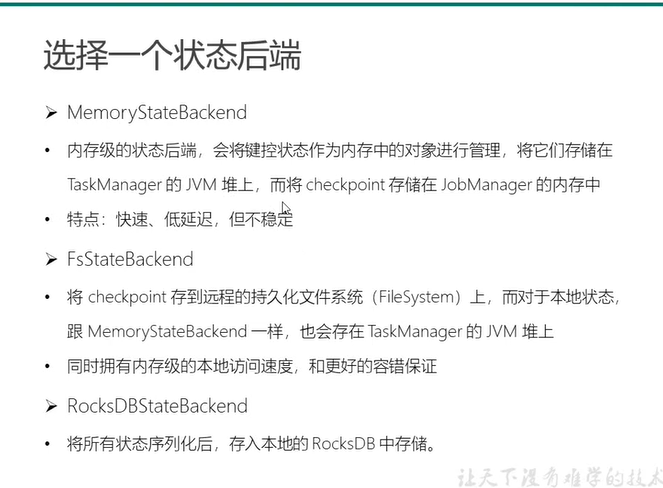 选择一个状态后端
➢ MemoryStateBackend
• 内存级的状态后端，会将键控状态作为内存中的对象进行管理，将它们存储在
TaskManager 的 JVM 堆上，而将 checkpoint 存储在 JobManager 的内存中
• 特点：快速、低延迟，但不稳定
➢ FsStateBackend
• 将 checkpoint 存到远程的持久化文件系统（FileSystem）上，而对于本地状态，
跟 MemoryStateBackend 一样，也会存在 TaskManager 的 JVM 堆上
• 同时拥有内存级的本地访问速度，和更好的容错保证
➢ RocksDBStateBackend
• 将所有状态序列化后，存入本地的 RocksDB 中存储。
让天下没有难学的技术